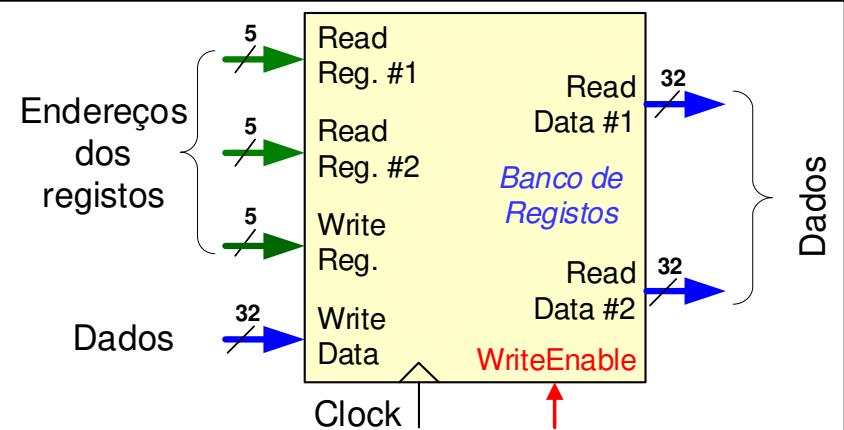 Endereços
dos
registos
Dados
5
5
5
32
Read
Reg. #1
Read
Reg. #2
Write
Reg.
Write
Data
Banco de
Registos
Read
Data #1
Read
Data #2
WriteEnable
Clock
32
32
Dados